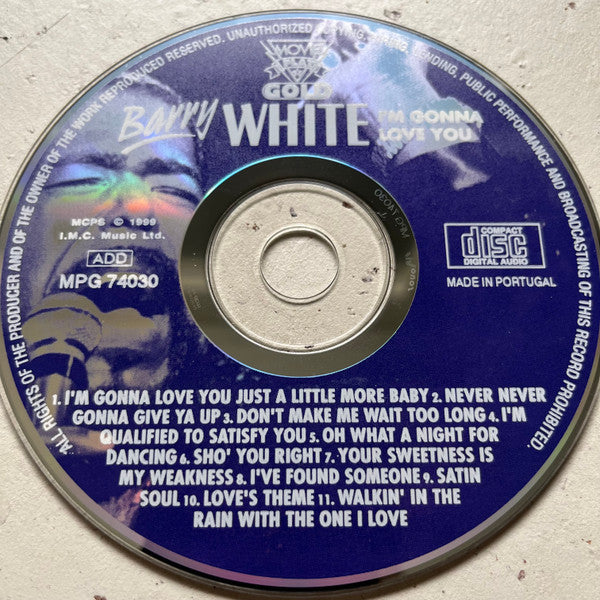 ALL RIGHTS OF THE PRODUCER AND OF THE OWNER OF THE WORK REPRODUCED RESERVED. UNAUTHORIZED COPYING, HIRING, LENDING, PUBLIC PERFORMANCE AND BROADCASTING OF THIS RECORD PROHIBITED.
MOVIE
PLAY
GOLD
Barry WHITE I'M GONNA
LOVE YOU
MCPS © 1999
I.M.C. Music Ltd.
ADD
MPG 74030
COMPACT
disc
DIGITAL AUDIO
MADE IN PORTUGAL
1. I'M GONNA LOVE YOU JUST A LITTLE MORE BABY 2. NEVER NEVER
GONNA GIVE YA UP 3. DON'T MAKE ME WAIT TOO LONG 4. I'M
QUALIFIED TO SATISFY YOU 5. OH WHAT A NIGHT FOR
DANCING 6. SHO' YOU RIGHT 7. YOUR SWEETNESS IS
MY WEAKNESS 8. I'VE FOUND SOMEONE 9. SATIN
SOUL 10. LOVE'S THEME 11. WALKIN' IN THE
RAIN WITH THE ONE I LOVE